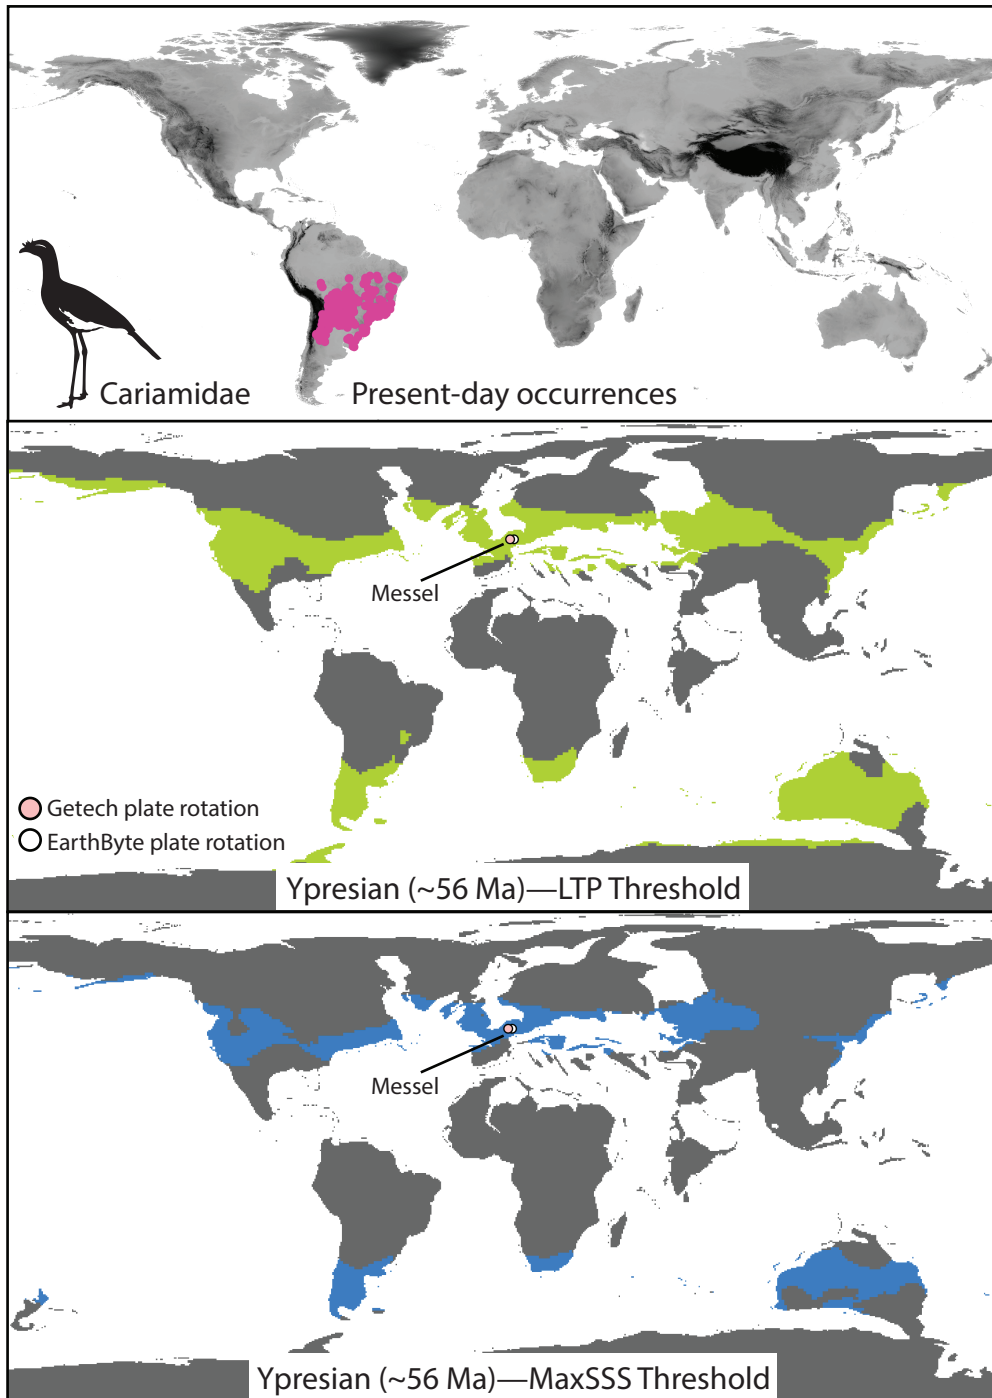 Cariamidae
Present-day occurrences
Messel
Getech plate rotation
EarthByte plate rotation
Ypresian (~56 Ma)—LTP Threshold
Messel
Ypresian (~56 Ma)—MaxSSS Threshold